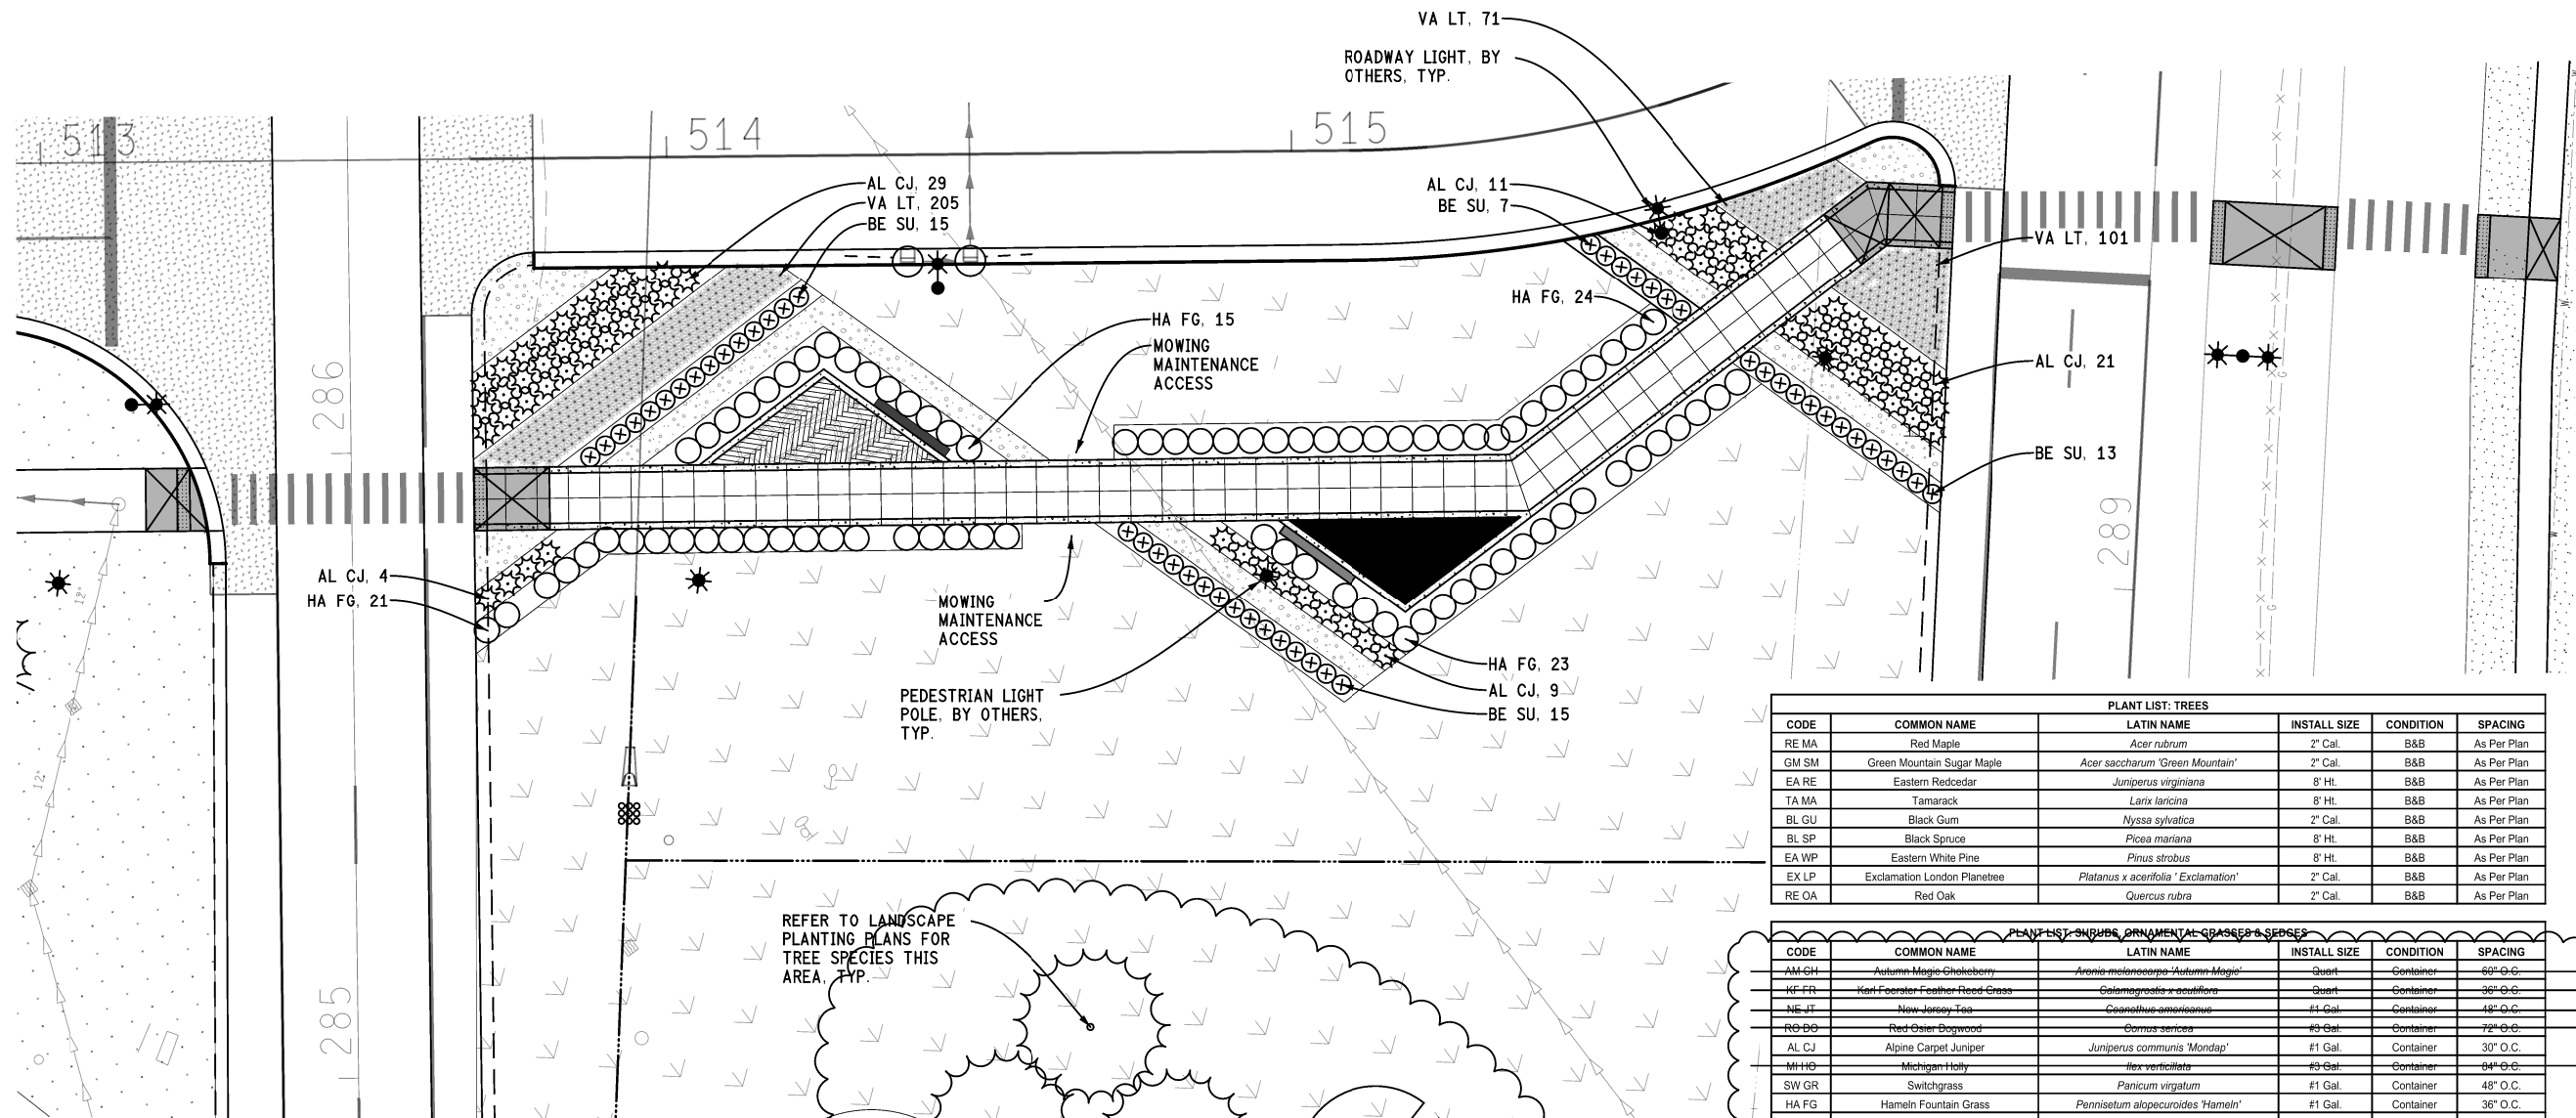 VA LT, 71
ROADWAY LIGHT, BY
OTHERS, TYP.
513
514
515
AL CJ, 29
VA LT, 205
BE SU, 15
AL CJ, 11
BE SU, 7
VA LT, 101
HA FG, 24
HA FG, 15
MOWING
MAINTENANCE
ACCESS
AL CJ, 21
286
BE SU, 13
289
AL CJ, 4
HA FG, 21
12"
MOWING
MAINTENANCE
ACCESS
HA FG, 23
AL CJ, 9
BE SU, 15
PEDESTRIAN LIGHT
POLE, BY OTHERS,
TYP.
12"
G
G
W
W
REFER TO LANDSCAPE
PLANTING PLANS FOR
TREE SPECIES THIS
AREA, TYP.
285
PLANT LIST: TREES
CODE COMMON NAME LATIN NAME INSTALL SIZE CONDITION SPACING
RE MA Red Maple Acer rubrum 2" Cal. B&B As Per Plan
GM SM Green Mountain Sugar Maple Acer saccharum 'Green Mountain' 2" Cal. B&B As Per Plan
EA RE Eastern Redcedar Juniperus virginiana 8' Ht. B&B As Per Plan
TA MA Tamarack Larix laricina 8' Ht. B&B As Per Plan
BL GU Black Gum Nyssa sylvatica 2" Cal. B&B As Per Plan
BL SP Black Spruce Picea mariana 8' Ht. B&B As Per Plan
EA WP Eastern White Pine Pinus strobus 8' Ht. B&B As Per Plan
EX LP Exclamation London Planetree Platanus x acerifolia ' Exclamation' 2" Cal. B&B As Per Plan
RE OA Red Oak Quercus rubra 2" Cal. B&B As Per Plan
PLANT LIST: SHRUBS, ORNAMENTAL GRASSES & SEDGES
CODE COMMON NAME LATIN NAME INSTALL SIZE CONDITION SPACING
AM CH Autumn Magic Chokeberry Aronia melanocarpa 'Autumn Magic' Quart Container 60" O.C.
KF FR Karl Foerster Feather Reed Grass Calamagrostis x acutiflora Quart Container 36" O.C.
NE JT New Jersey Tea Ceanothus americanus #1 Gal. Container 48" O.C.
RO DO Red Osier Dogwood Cornus sericea #3 Gal. Container 72" O.C.
AL CJ Alpine Carpet Juniper Juniperus communis 'Mondap' #1 Gal. Container 30" O.C.
MI HO Michigan Holly Ilex verticillata #3 Gal. Container 84" O.C.
SW GR Switchgrass Panicum virgatum #1 Gal. Container 48" O.C.
HA FG Hameln Fountain Grass Pennisetum alopecuroides 'Hameln' #1 Gal. Container 36" O.C.